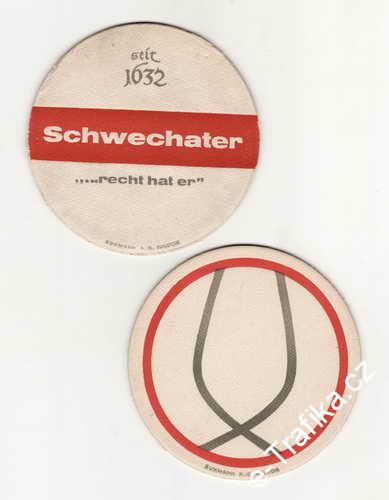 seit
1632
Schwechater
„...recht hat er”
e-Trafika.cz